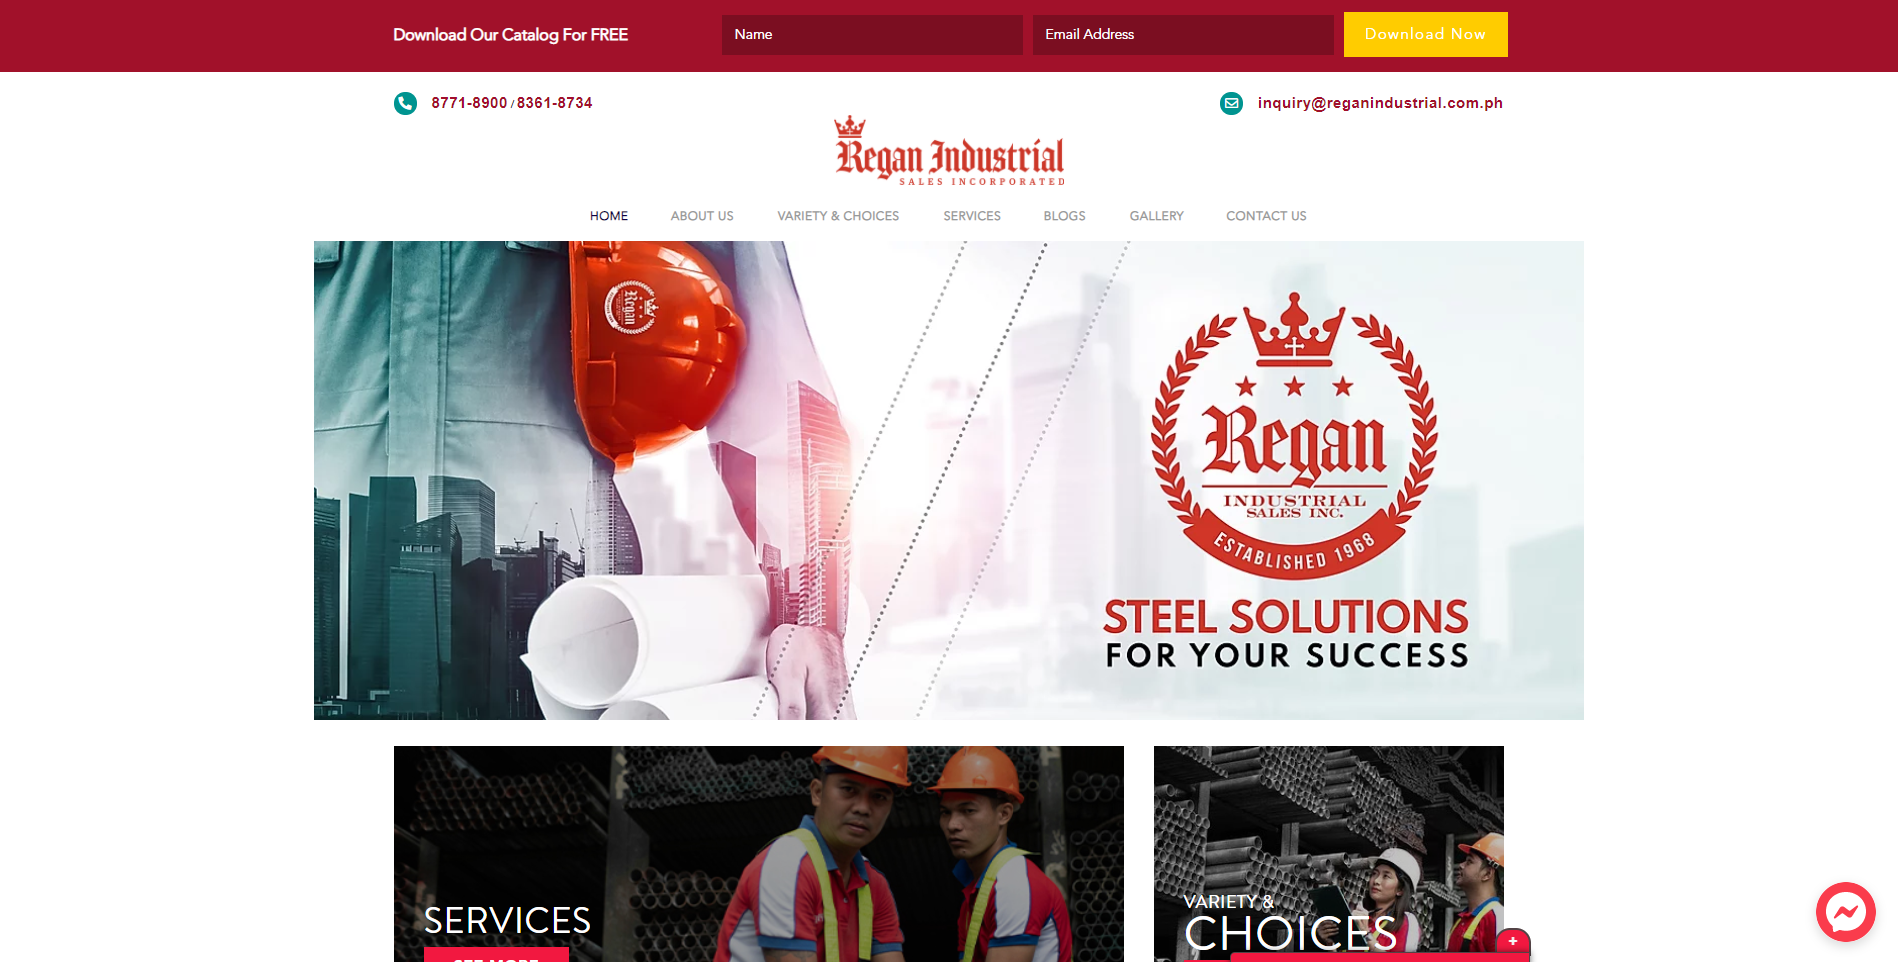 Download Our Catalog For FREE
Name
Email Address
Download Now
8771-8900 / 8361-8734
inquiry@reganindustrial.com.ph
Regan Industrial
SALES INCORPORATED
HOME
ABOUT US
VARIETY & CHOICES
SERVICES
BLOGS
GALLERY
CONTACT US
Regan
Regan
INDUSTRIAL
SALES INC.
ESTABLISHED 1968
STEEL SOLUTIONS
FOR YOUR SUCCESS
SERVICES
GET MORE
VARIETY &
CHOICES
+